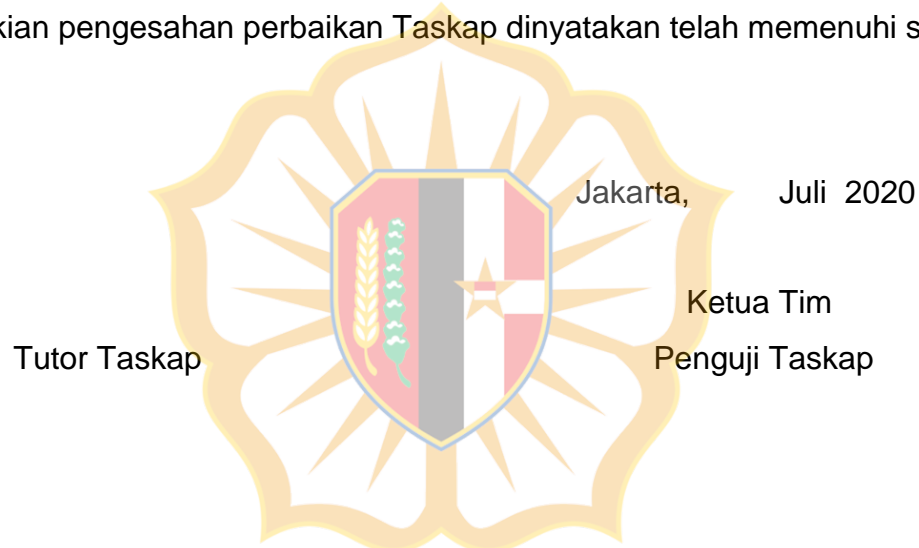 kian pengesahan perbaikan Taskap dinyatakan telah memenuhi s
Jakarta, Juli 2020
Ketua Tim
Tutor Taskap Penguji Taskap